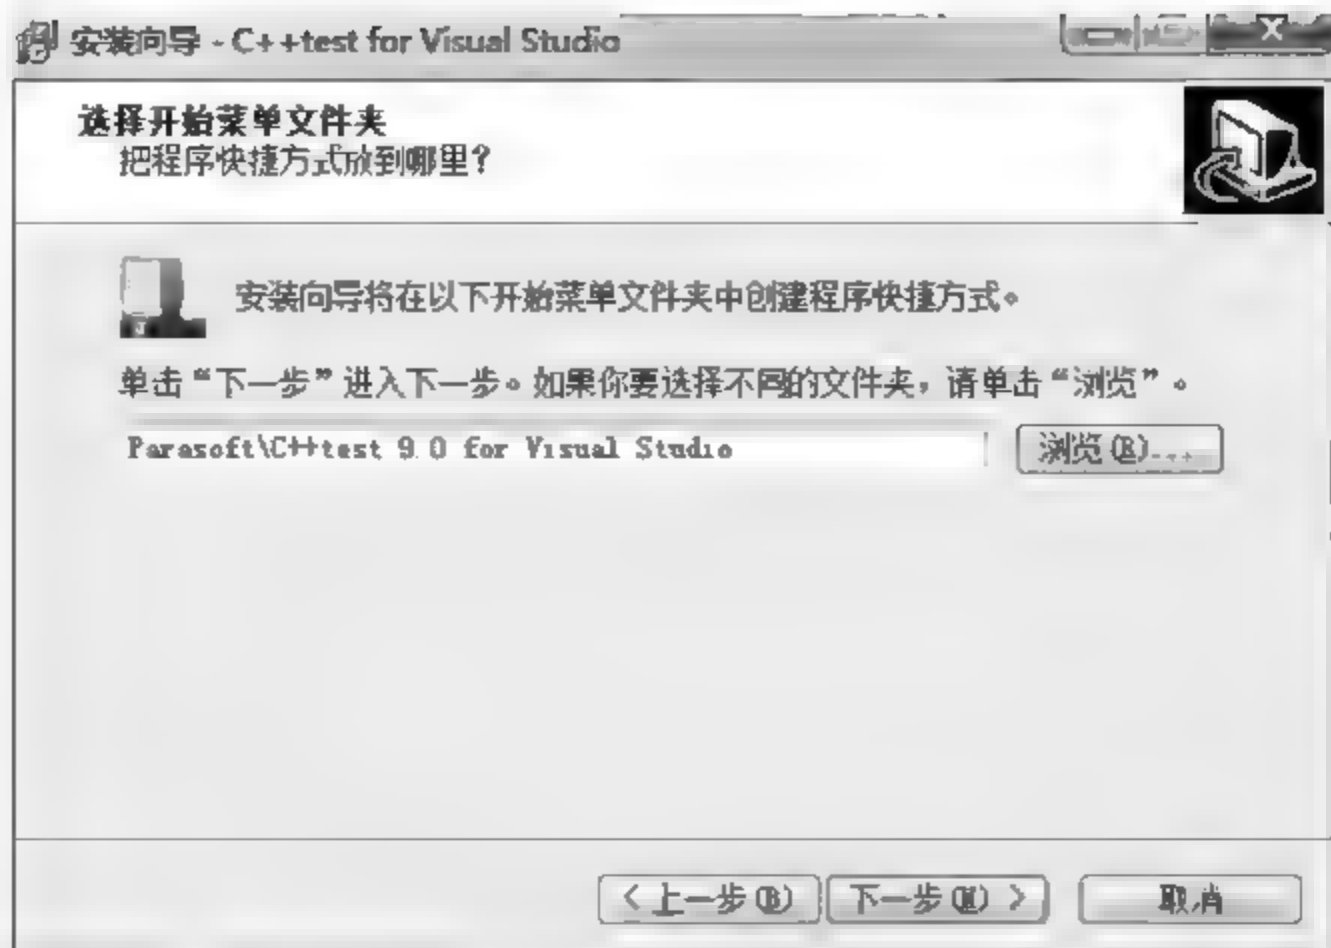 安装向导 - C++test for Visual Studio
选择开始菜单文件夹
把程序快捷方式放到哪里?
安装向导将在以下开始菜单文件夹中创建程序快捷方式。
单击“下一步”进入下一步。如果你要选择不同的文件夹,请单击“浏览”。
Parasoft\C++test 9.0 for Visual Studio
浏览(R)...
<上一步(B) 下一步(N)> 取消